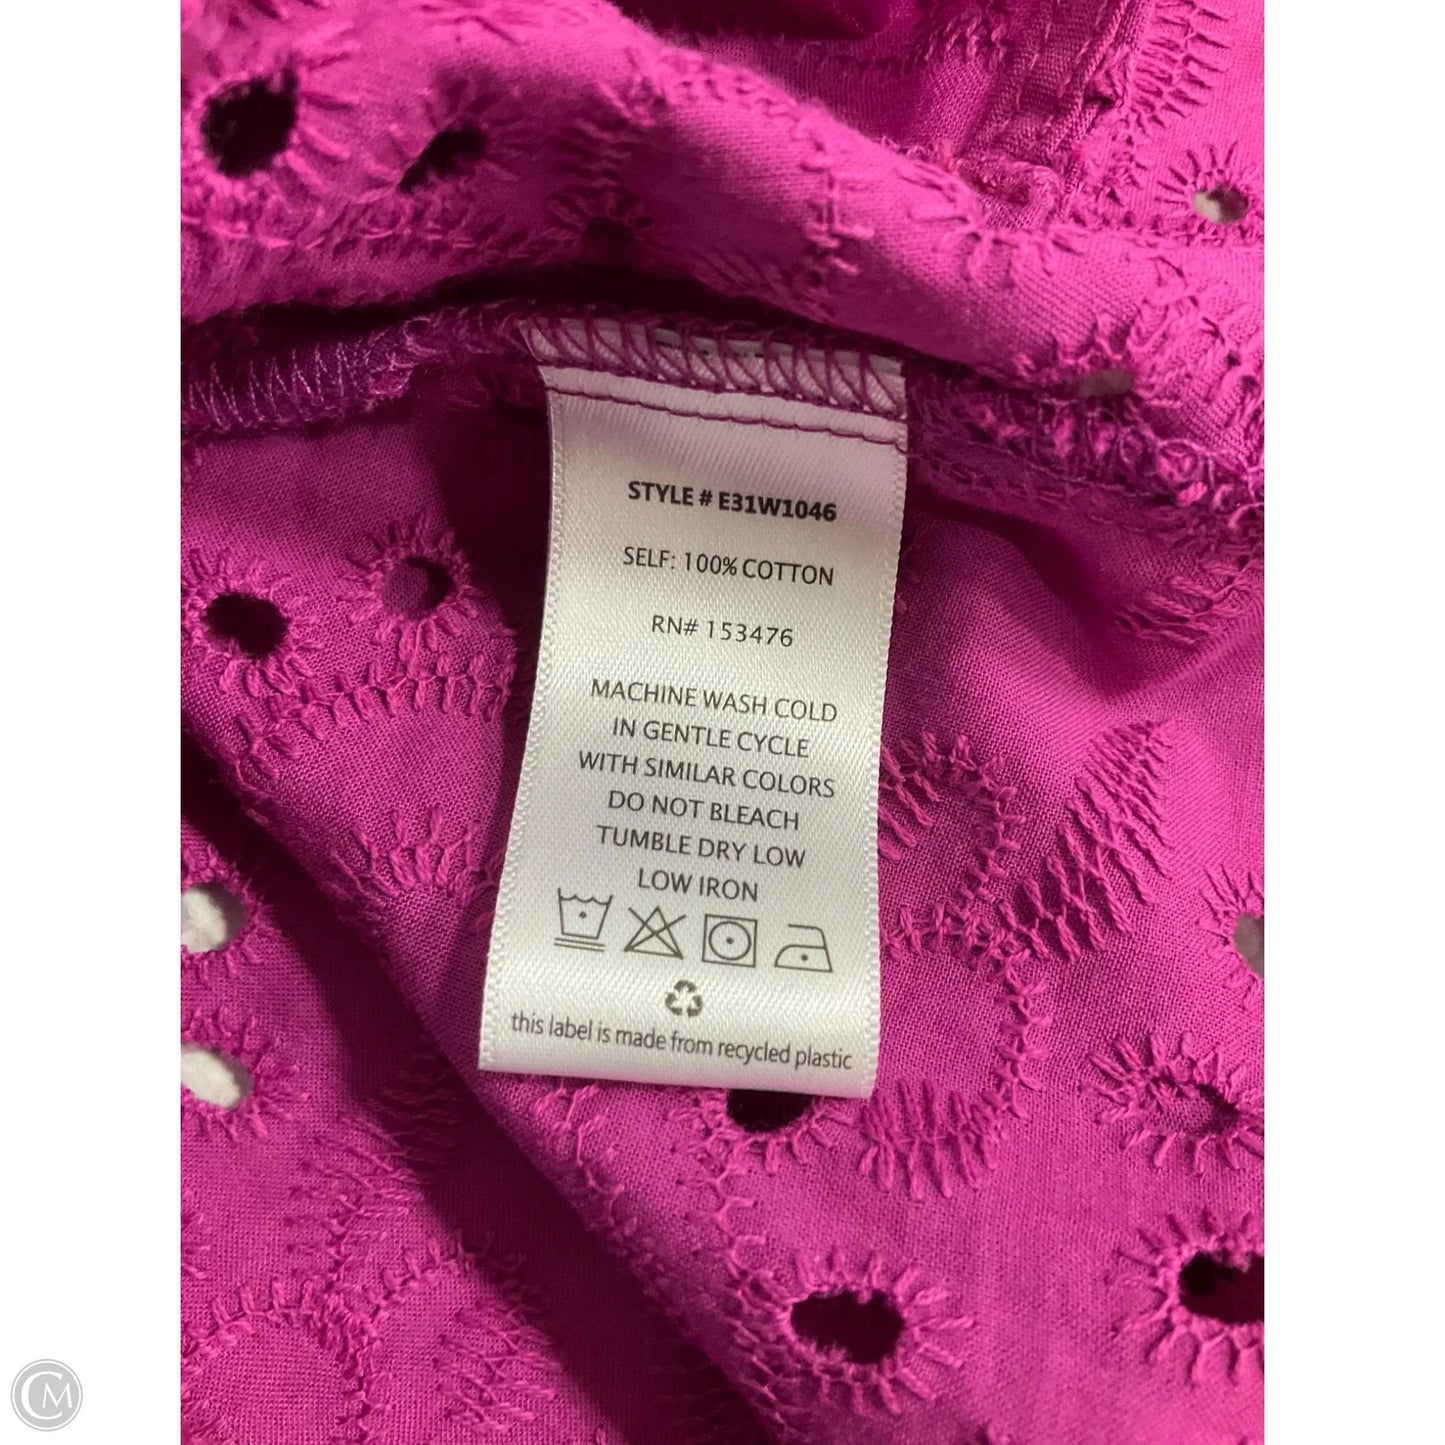 STYLE # E31W1046
SELF: 100% COTTON
RN# 153476
MACHINE WASH COLD
IN GENTLE CYCLE
WITH SIMILAR COLORS
DO NOT BLEACH
TUMBLE DRY LOW
LOW IRON
this label is made from recycled plastic
CM